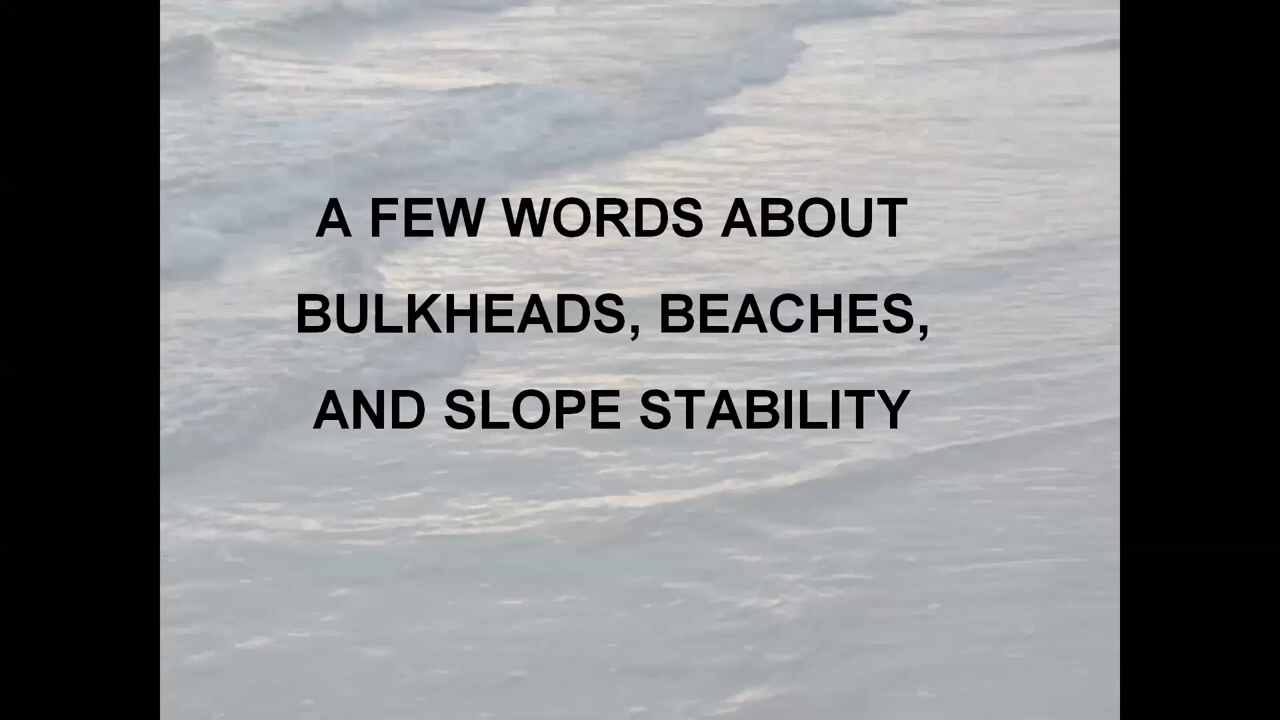 A FEW WORDS ABOUT
BULKHEADS, BEACHES,
AND SLOPE STABILITY